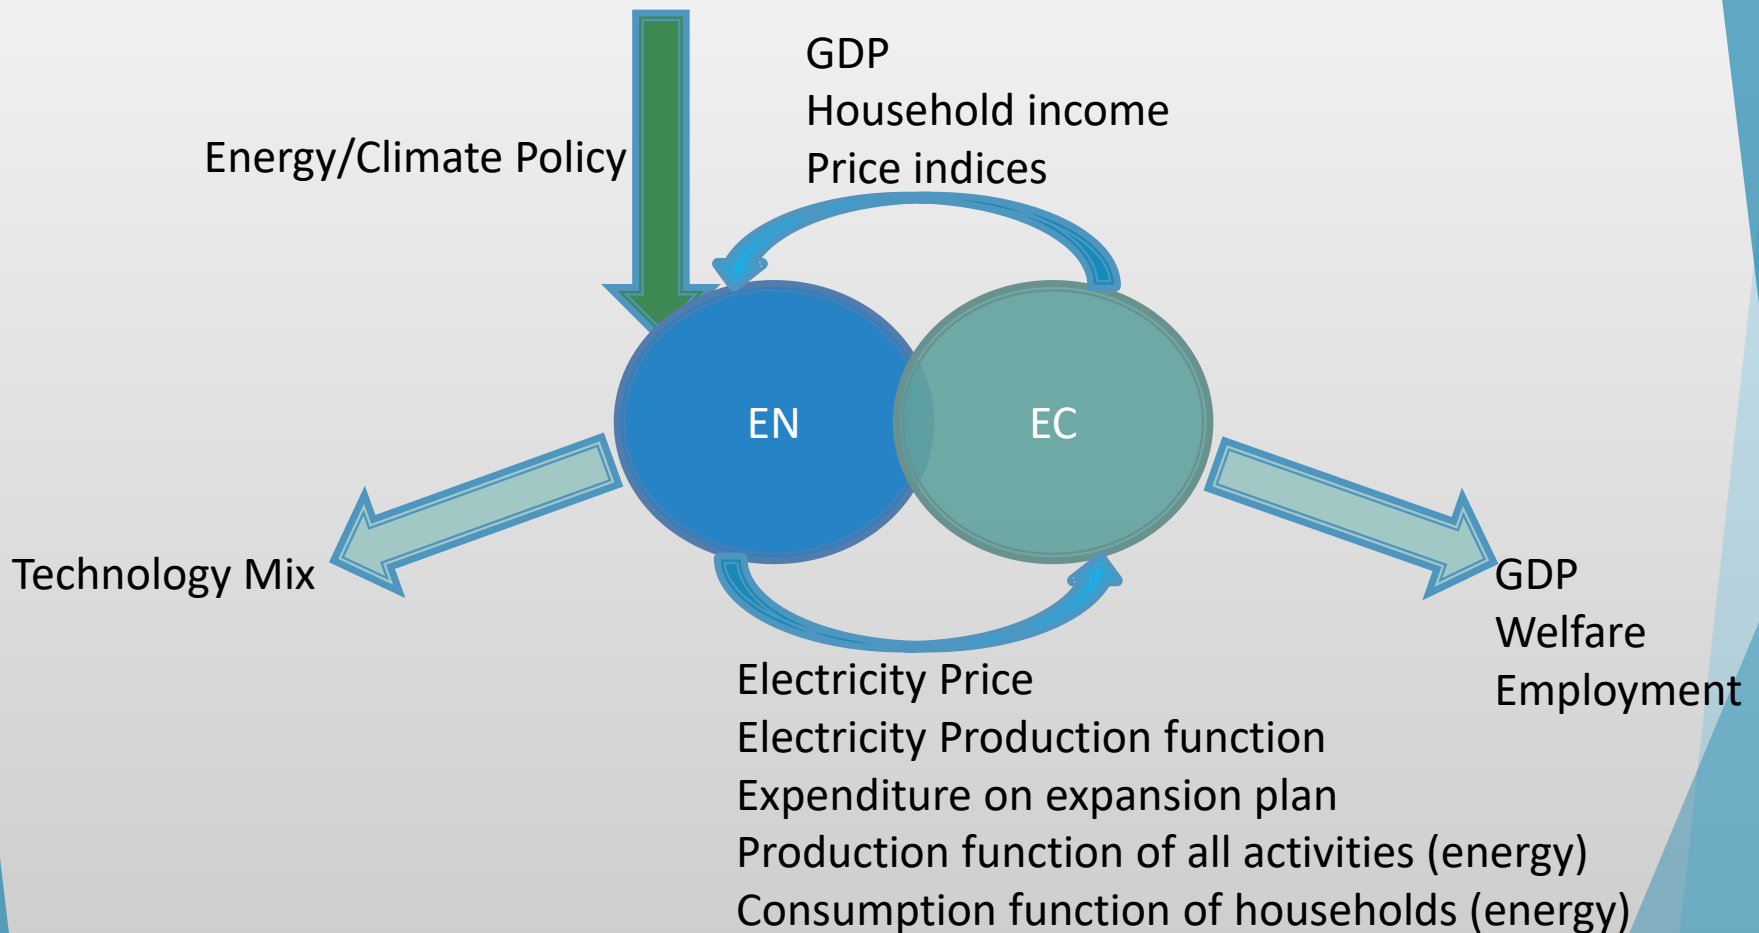 GDP
Household income
Price indices
Energy/Climate Policy
EN
EC
Technology Mix
GDP
Welfare
Employment
Electricity Price
Electricity Production function
Expenditure on expansion plan
Production function of all activities (energy)
Consumption function of households (energy)